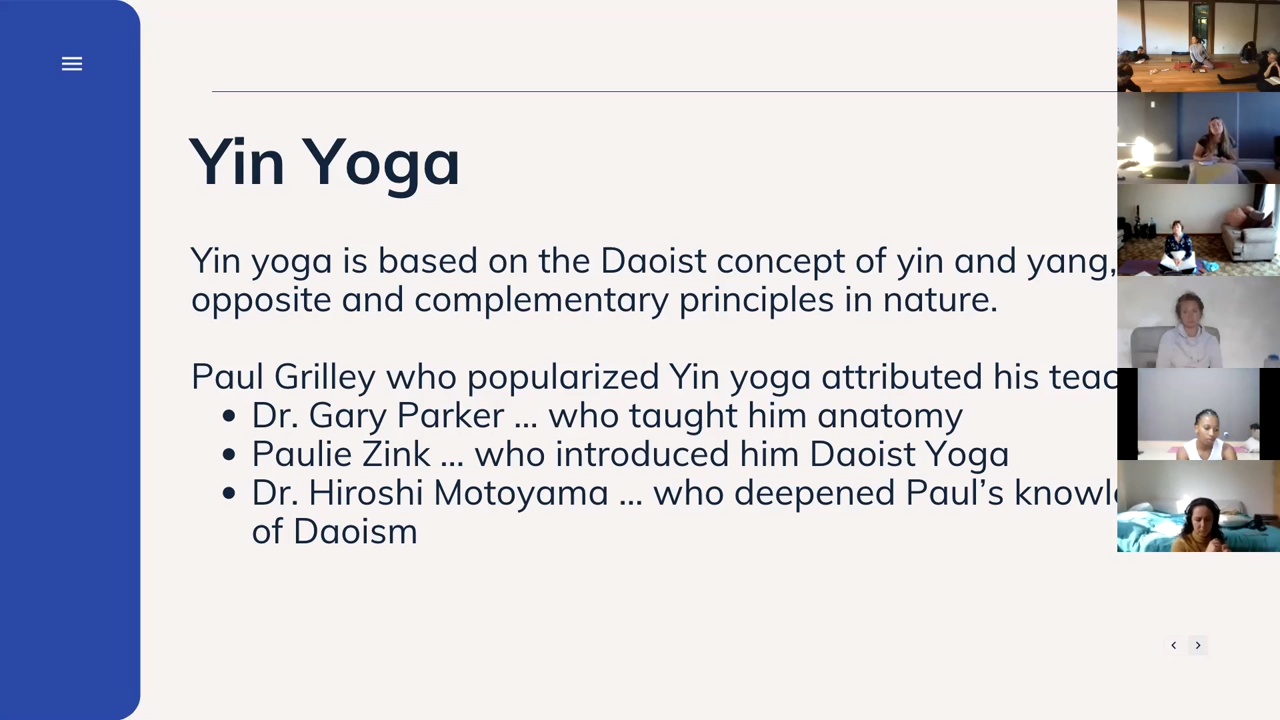 Yin Yoga
Yin yoga is based on the Daoist concept of yin and yang,
opposite and complementary principles in nature.
Paul Grilley who popularized Yin yoga attributed his
• Dr. Gary Parker ... who taught him anatomy
• Paulie Zink ... who introduced him Daoist Yoga
• Dr. Hiroshi Motoyama ... who deepened Paul's
of Daoism